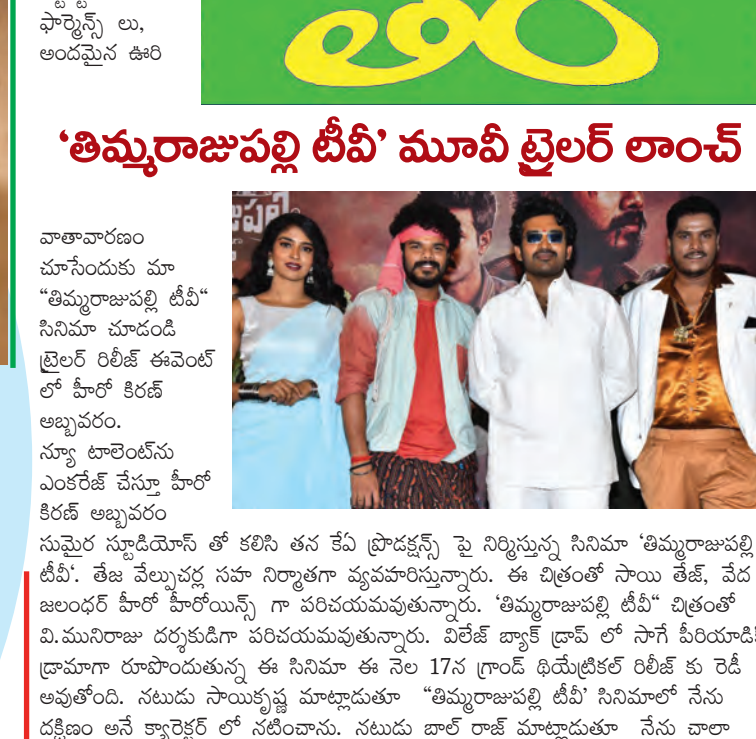 ఫార్మెన్స్ లు,
అందమైన ఊరి
తెర
‘తిమ్మరాజుపల్లి టీవీ’ మూవీ ట్రైలర్ లాంచ్
వాతావారణం
చూసేందుకు మా
“తిమ్మరాజుపల్లి టీవీ“
సినిమా చూడండి
ట్రైలర్ రిలీజ్ ఈవెంట్
లో హీరో కిరణ్
అబ్బవరం.
న్యూ టాలెంట్‌ను
ఎంకరేజ్ చేస్తూ హీరో
కిరణ్ అబ్బవరం
సుమైర స్టూడియోస్ తో కలిసి తన కేఏ ప్రొడక్షన్స్ పై నిర్మిస్తున్న సినిమా ‘తిమ్మరాజుపల్లి
టీవీ‘. తేజ వేల్పుచర్ల సహ నిర్మాతగా వ్యవహరిస్తున్నారు. ఈ చిత్రంతో సాయి తేజ్, వేద
జలంధర్ హీరో హీరోయిన్స్ గా పరిచయమవుతున్నారు. ‘తిమ్మరాజుపల్లి టీవీ“ చిత్రంతో
వి.మునిరాజు దర్శకుడిగా పరిచయమవుతున్నారు. విలేజ్ బ్యాక్ డ్రాప్ లో సాగే
డ్రామాగా రూపొందుతున్న ఈ సినిమా ఈ నెల 17న గ్రాండ్ థియేట్రికల్ రిలీజ్ కు రెడీ
అవుతోంది. నటుడు సాయికృష్ణ మాట్లాడుతూ “తిమ్మరాజుపల్లి టీవీ’ సినిమాలో నేను
దక్షిణం అనే క్యారెక్టర్ లో నటించాను. నటుడు బాల్ రాజ్ మాట్లాడుతూ నేను చాలా